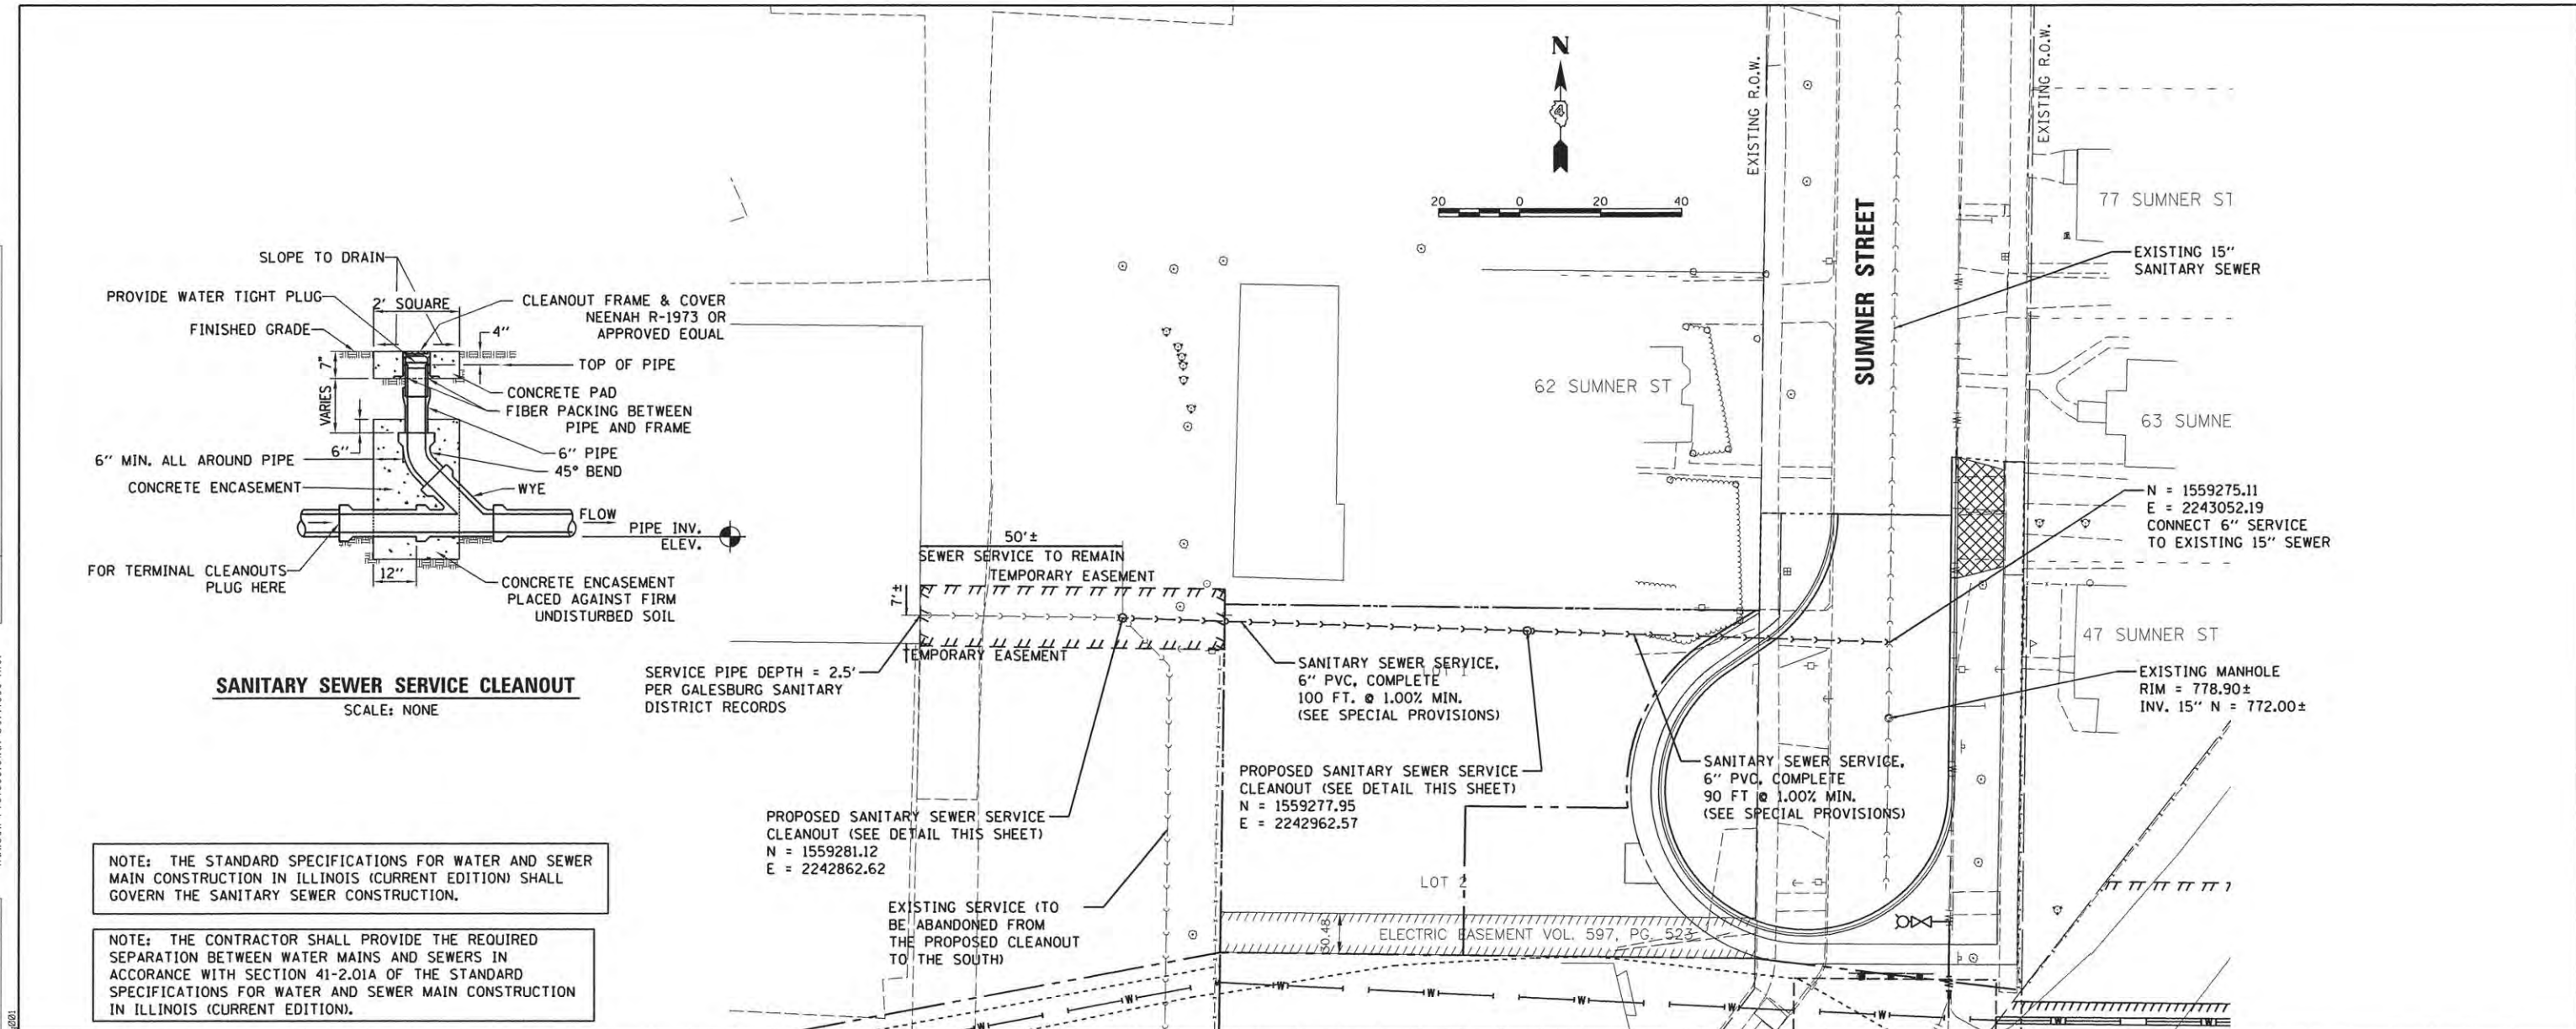 SLOPE TO DRAIN
PROVIDE WATER TIGHT PLUG
2' SQUARE
FINISHED GRADE
CLEANOUT FRAME & COVER
NEENAH R-1973 OR
APPROVED EQUAL
4"
7"
TOP OF PIPE
CONCRETE PAD
VARIES
FIBER PACKING BETWEEN
PIPE AND FRAME
6"
6" PIPE
6" MIN. ALL AROUND PIPE
45° BEND
CONCRETE ENCASEMENT
WYE
FLOW
PIPE INV.
ELEV.
FOR TERMINAL CLEANOUTS
PLUG HERE
12"
CONCRETE ENCASEMENT
PLACED AGAINST FIRM
UNDISTURBED SOIL
SANITARY SEWER SERVICE CLEANOUT
SCALE: NONE
NOTE: THE STANDARD SPECIFICATIONS FOR WATER AND SEWER
MAIN CONSTRUCTION IN ILLINOIS (CURRENT EDITION) SHALL
GOVERN THE SANITARY SEWER CONSTRUCTION.
NOTE: THE CONTRACTOR SHALL PROVIDE THE REQUIRED
SEPARATION BETWEEN WATER MAINS AND SEWERS IN
ACCORANCE WITH SECTION 41-2.01A OF THE STANDARD
SPECIFICATIONS FOR WATER AND SEWER MAIN CONSTRUCTION
IN ILLINOIS (CURRENT EDITION).
N
4
20 0 20 40
EXISTING R.O.W.
EXISTING R.O.W.
SUMNER STREET
77 SUMNER ST
EXISTING 15"
SANITARY SEWER
62 SUMNER ST
63 SUMNE
N = 1559275.11
E = 2243052.19
CONNECT 6" SERVICE
TO EXISTING 15" SEWER
47 SUMNER ST
EXISTING MANHOLE
RIM = 778.90±
INV. 15" N = 772.00±
50'±
SEWER SERVICE TO REMAIN
TEMPORARY EASEMENT
7'±
TEMPORARY EASEMENT
SERVICE PIPE DEPTH = 2.5'
PER GALESBURG SANITARY
DISTRICT RECORDS
SANITARY SEWER SERVICE,
6" PVC, COMPLETE
100 FT. @ 1.00% MIN.
(SEE SPECIAL PROVISIONS)
PROPOSED SANITARY SEWER SERVICE
CLEANOUT (SEE DETAIL THIS SHEET)
N = 1559277.95
E = 2242962.57
SANITARY SEWER SERVICE,
6" PVC, COMPLETE
90 FT @ 1.00% MIN.
(SEE SPECIAL PROVISIONS)
PROPOSED SANITARY SEWER SERVICE
CLEANOUT (SEE DETAIL THIS SHEET)
N = 1559281.12
E = 2242862.62
EXISTING SERVICE (TO
BE ABANDONED FROM
THE PROPOSED CLEANOUT
TO THE SOUTH)
LOT 2
ELECTRIC EASEMENT VOL. 597, PG. 523
W W W W W W W W W